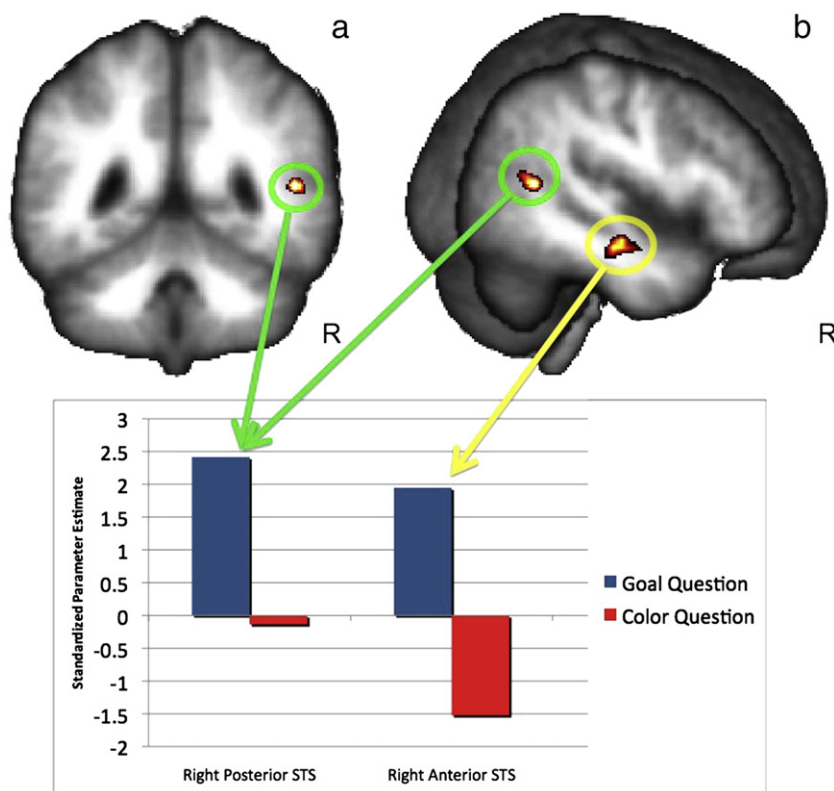 a
b
R
R
3
2.5
2
1.5
1
0.5
0
-0.5
-1
-1.5
-2
Standardized Parameter Estimate
Right Posterior STS
Right Anterior STS
Goal Question
Color Question